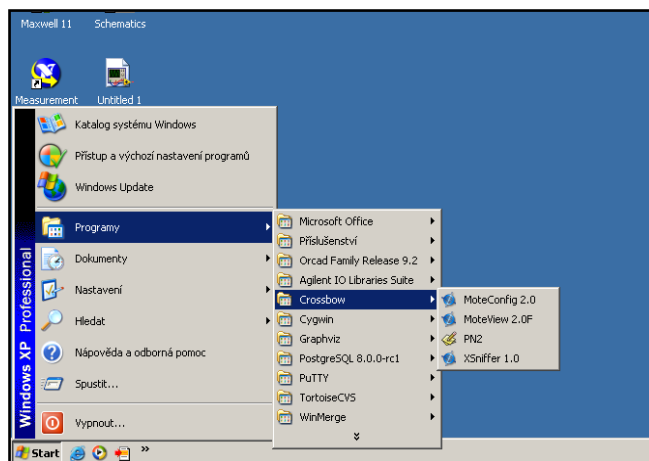 Maxwell 11
Schematics
Measurement
Untitled 1
Windows XP Professional
Katalog systému Windows
Přístup a výchozí nastavení programů
Windows Update
Programy
Dokumenty
Nastavení
Hledat
Nápověda a odborná pomoc
Spustit...
Vypnout...
Microsoft Office
Příslušenství
Orcad Family Release 9.2
Agilent IO Libraries Suite
Crossbow
Cygwin
Graphviz
PostgreSQL 8.0.0-rc1
PuTTY
TortoiseCVS
WinMerge
MoteConfig 2.0
MoteView 2.0F
PN2
XSniffer 1.0
Start